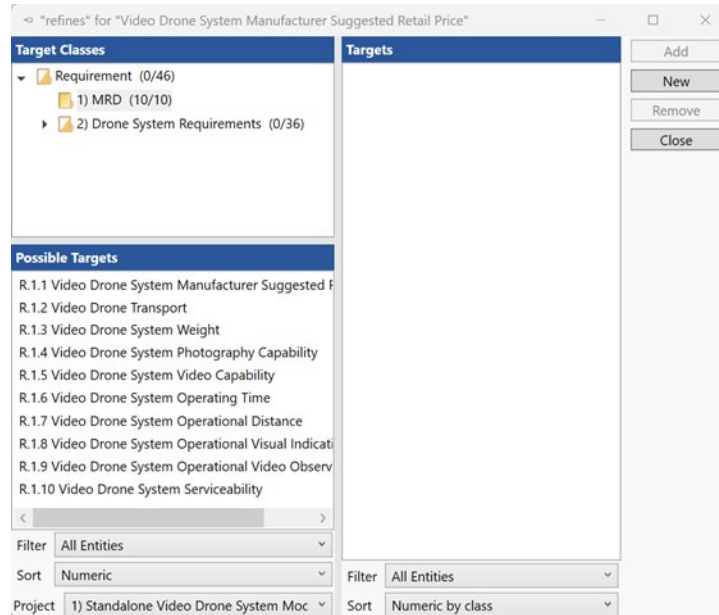 "refines" for "Video Drone System Manufacturer Suggested Retail Price"
Target Classes
Requirement (0/46)
1) MRD (10/10)
2) Drone System Requirements (0/36)
Possible Targets
R.1.1 Video Drone System Manufacturer Suggested
R.1.2 Video Drone Transport
R.1.3 Video Drone System Weight
R.1.4 Video Drone System Photography Capability
R.1.5 Video Drone System Video Capability
R.1.6 Video Drone System Operating Time
R.1.7 Video Drone System Operational Distance
R.1.8 Video Drone System Operational Visual Indicati
R.1.9 Video Drone System Operational Video Observ
R.1.10 Video Drone System Serviceability
Filter All Entities
Sort Numeric
Project 1) Standalone Video Drone System Moc
Targets
Filter All Entities
Sort Numeric by class
Add
New
Remove
Close